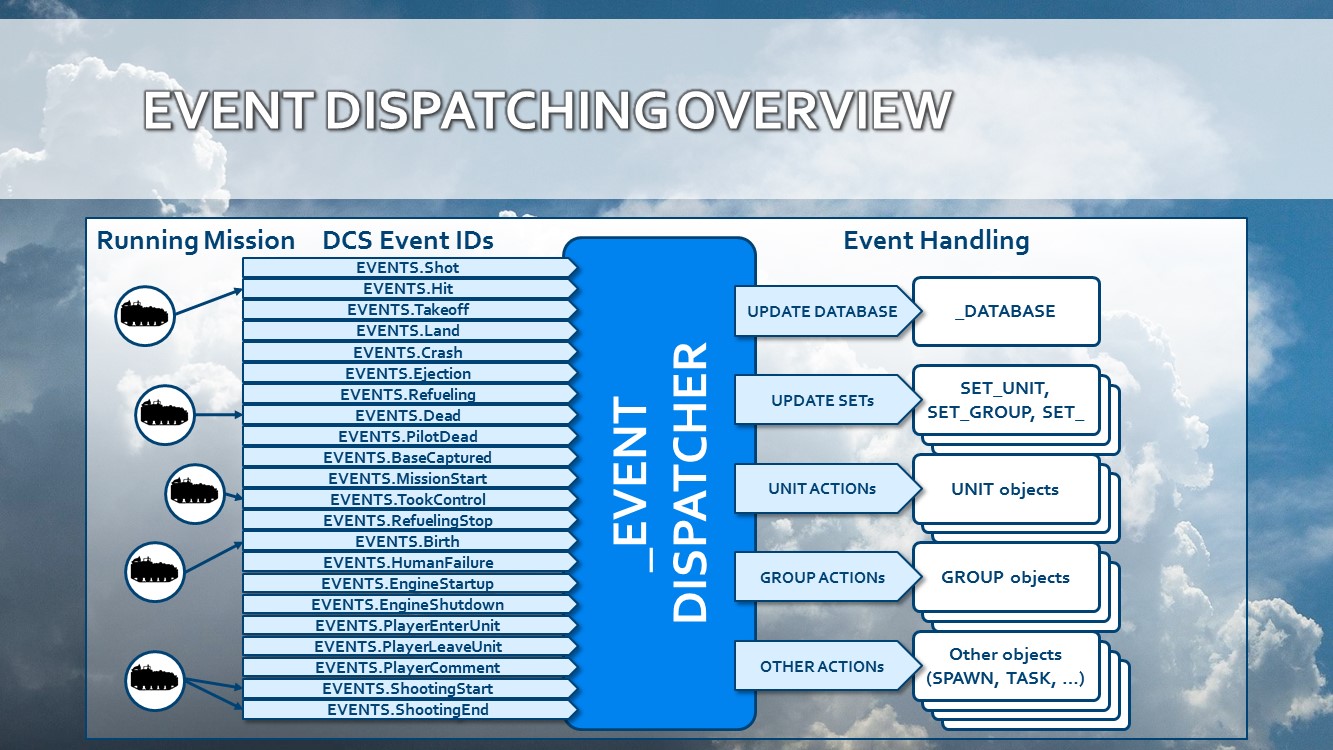 EVENT DISPATCHING OVERVIEW
Running Mission
DCS Event IDs
Event Handling
EVENTS.Shot
EVENTS.Hit
EVENTS.Takeoff
EVENTS.Land
EVENTS.Crash
EVENTS.Ejection
EVENTS.Refueling
EVENTS.Dead
EVENTS.PilotDead
EVENTS.BaseCaptured
EVENTS.MissionStart
EVENTS.TookControl
EVENTS.RefuelingStop
EVENTS.Birth
EVENTS.HumanFailure
EVENTS.EngineStartup
EVENTS.EngineShutdown
EVENTS.PlayerEnterUnit
EVENTS.PlayerLeaveUnit
EVENTS.PlayerComment
EVENTS.ShootingStart
EVENTS.ShootingEnd
_EVENT
DISPATCHER
UPDATE DATABASE
_DATABASE
UPDATE SETs
SET_UNIT,
SET_GROUP, SET_
UNIT ACTIONs
UNIT objects
GROUP ACTIONs
GROUP objects
OTHER ACTIONs
Other objects
(SPAWN, TASK, ...)